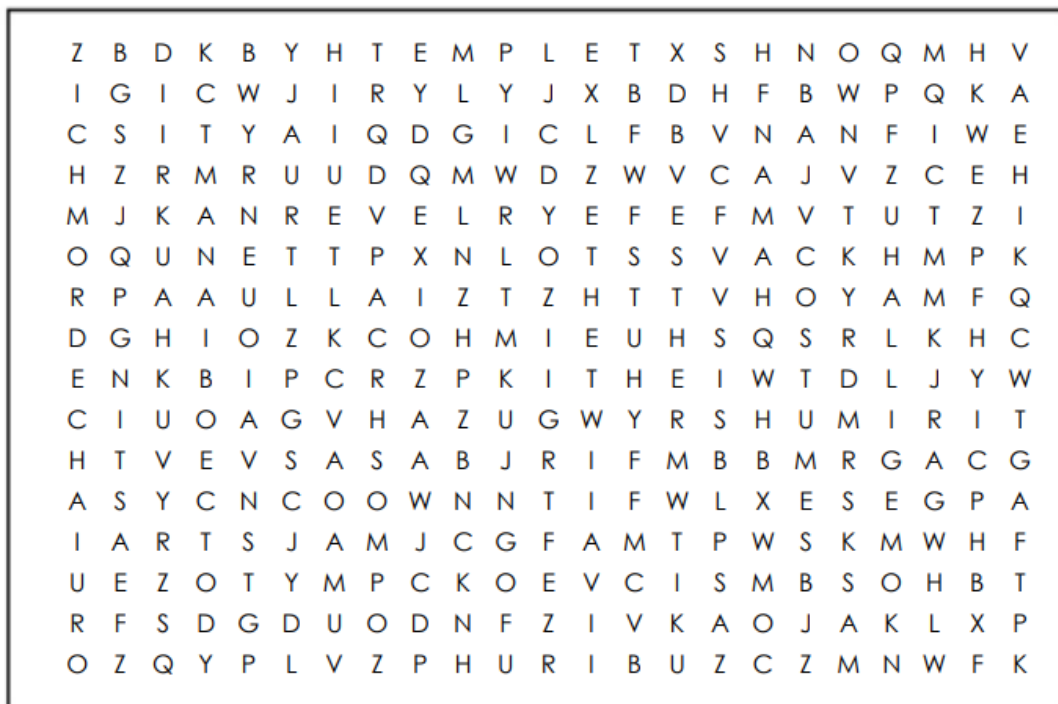 Z B D K B Y H T E M P L E T X S H N O Q M H V
I G I C W J I R Y L Y J X B D H F B W P Q K A
C S I T Y A I Q D G I C L F B V N A N F I W E
H Z R M R U U D Q M W D Z W V C A J V Z C E H
M J K A N R E V E L R Y E F E F M V T U T Z I
O Q U N E T T P X N L O T S S V A C K H M P K
R P A A U L L A I Z T Z H T T V H O Y A M F Q
D G H I O Z K C O H M I E U H S Q S R L K H C
E N K B I P C R Z P K I T H E I W T D L J Y W
C I U O A G V H A Z U G W Y R S H U M I R I T
H T V E V S A S A B J R I F M B B M R G A C G
A S Y C N C O O W N N T I F W L X E S E G P A
I A R T S J A M J C G F A M T P W S K M W H F
U E Z O T Y M P C K O E V C I S M B S O H B T
R F S D G D U O D N F Z I V K A O J A K L X P
O Z Q Y P L V Z P H U R I B U Z C Z M N W F K